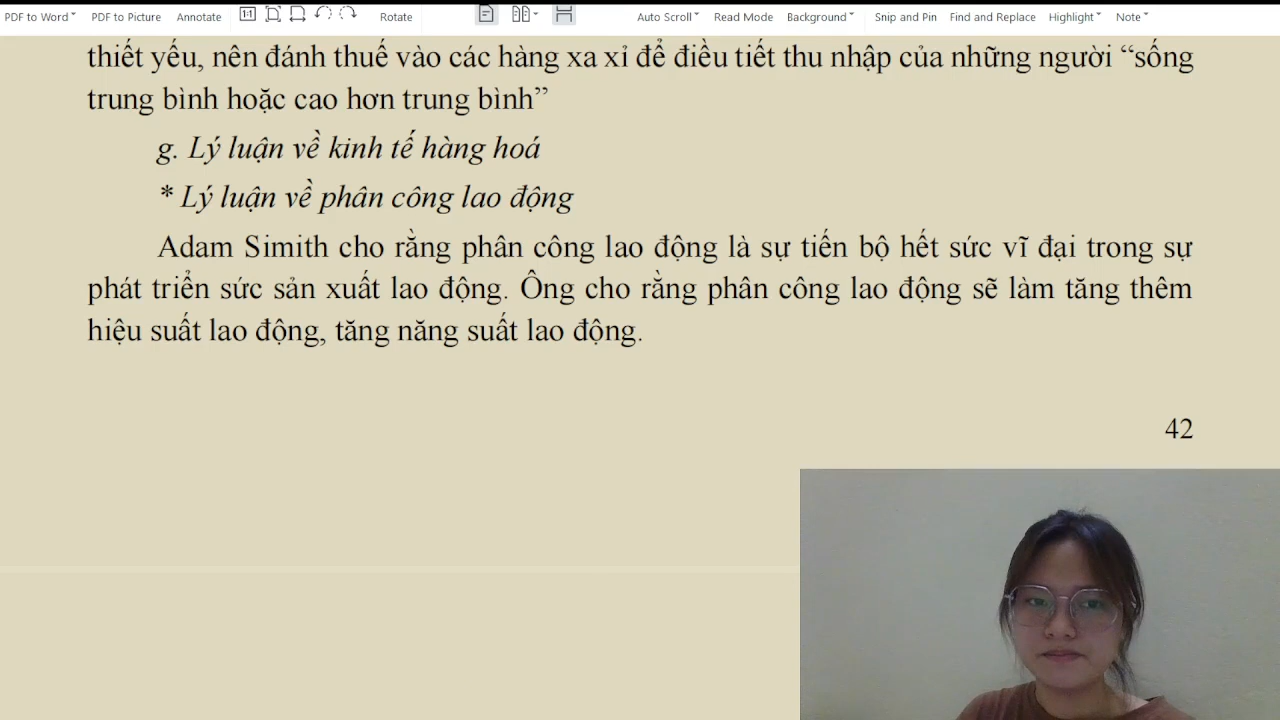 PDF to Word PDF to Picture Annotate Rotate Auto Scroll Read Mode Background Snip and Pin Find and Replace Highlight Note
thiết yếu, nên đánh thuế vào các hàng xa xỉ để điều tiết thu nhập của những người “sống
trung bình hoặc cao hơn trung bình”
g. Lý luận về kinh tế hàng hoá
* Lý luận về phân công lao động
Adam Simith cho rằng phân công lao động là sự tiến bộ hết sức vĩ đại trong sự
phát triển sức sản xuất lao động. Ông cho rằng phân công lao động sẽ làm tăng thêm
hiệu suất lao động, tăng năng suất lao động.
42